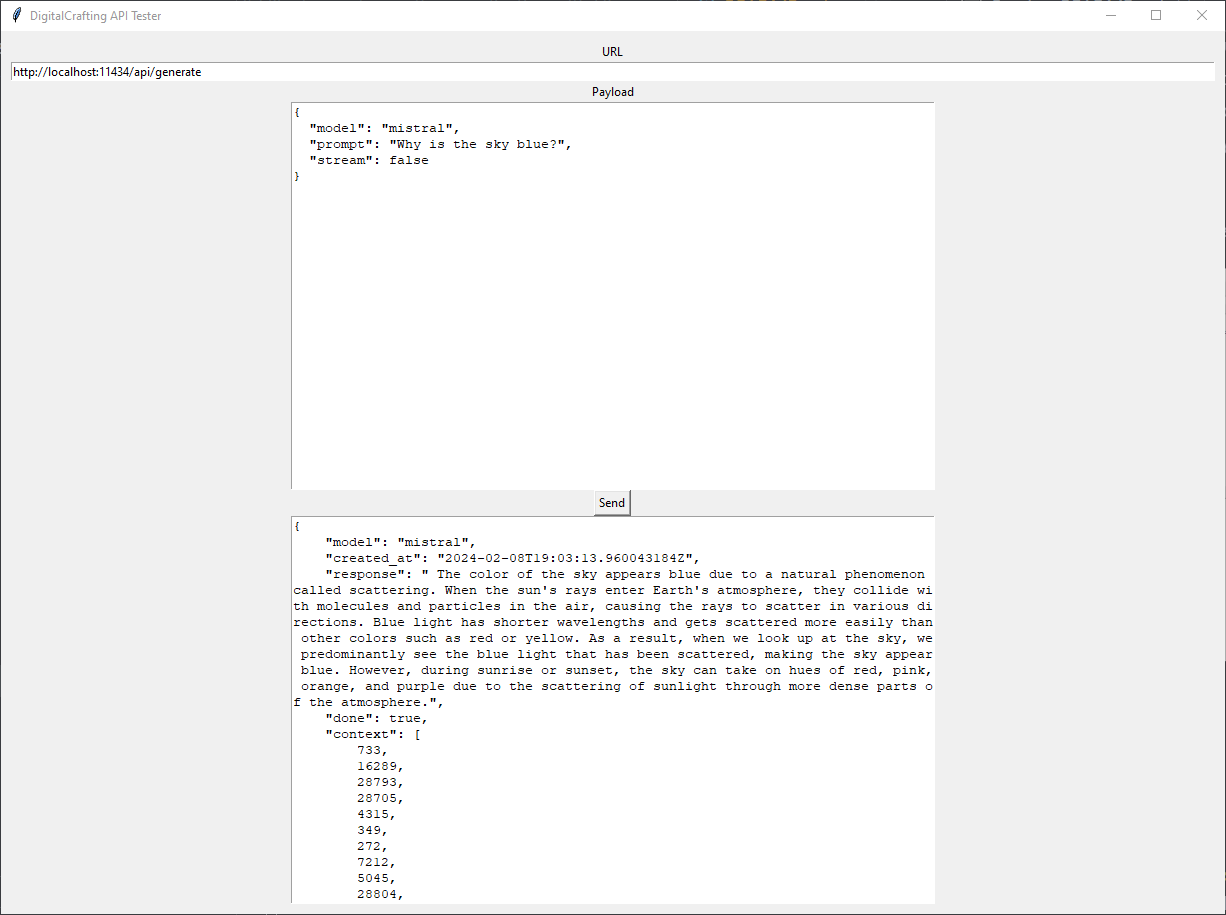 DigitalCrafting API Tester
URL
http://localhost:11434/api/generate
Payload
{
  "model": "mistral",
  "prompt": "Why is the sky blue?",
  "stream": false
}
Send
{
    "model": "mistral",
    "created_at": "2024-02-08T19:03:13.960043184Z",
    "response": " The color of the sky appears blue due to a natural phenomenon
called scattering. When the sun's rays enter Earth's atmosphere, they collide wi
th molecules and particles in the air, causing the rays to scatter in various di
rections. Blue light has shorter wavelengths and gets scattered more easily than
 other colors such as red or yellow. As a result, when we look up at the sky, we
 predominantly see the blue light that has been scattered, making the sky appear
 blue. However, during sunrise or sunset, the sky can take on hues of red, pink,
 orange, and purple due to the scattering of sunlight through more dense parts o
f the atmosphere.",
    "done": true,
    "context": [
        733,
        16289,
        28793,
        28705,
        4315,
        349,
        272,
        7212,
        5045,
        28804,